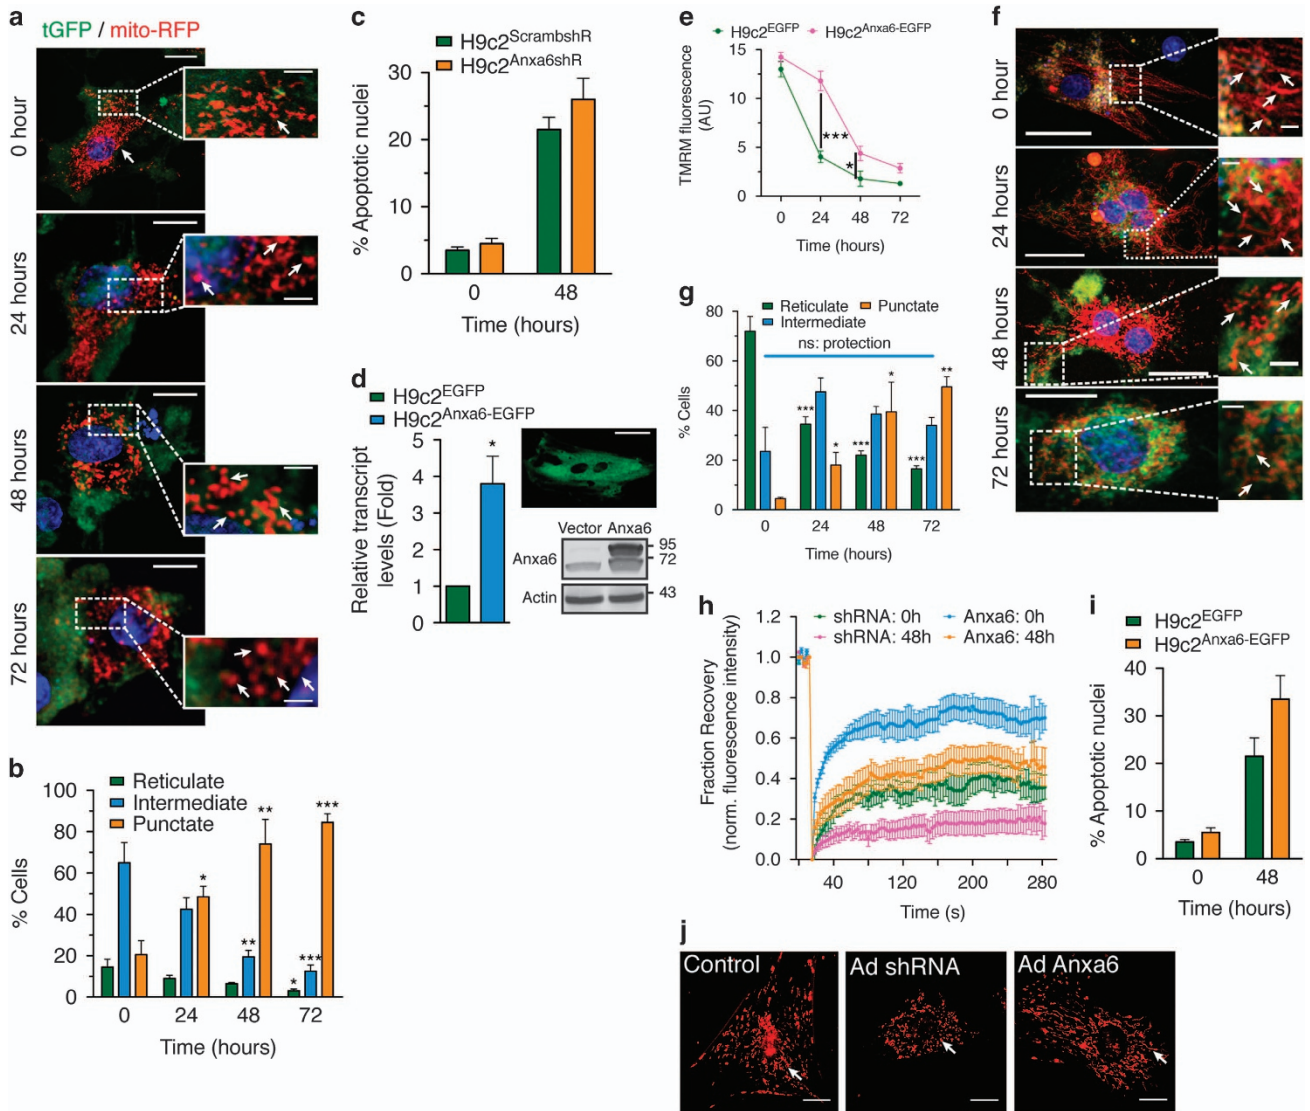 a
tGFP / mito-RFP
0 hour
24 hours
48 hours
72 hours
b
Reticulate
Intermediate
Punctate
% Cells
100
80
60
40
20
0
*
**
**
*
***
***
0 24 48 72
Time (hours)
c
H9c2ScrambshR
H9c2Anxa6shR
% Apoptotic nuclei
30
20
10
0
0 48
Time (hours)
d
H9c2EGFP
H9c2Anxa6-EGFP
Relative transcript
levels (Fold)
5
4
3
2
1
0
*
Vector Anxa6
Anxa6
95
72
Actin
43
e
H9c2EGFP H9c2Anxa6-EGFP
TMRM fluorescence
(AU)
15
10
5
0
***
*
0 24 48 72
Time (hours)
f
0 hour
24 hours
48 hours
72 hours
g
Reticulate Punctate
Intermediate
ns: protection
% Cells
80
60
40
20
0
***
*
***
*
***
**
0 24 48 72
Time (hours)
h
shRNA: 0h Anxa6: 0h
shRNA: 48h Anxa6: 48h
Fraction Recovery
(norm. fluorescence intensity)
1.2
1.0
0.8
0.6
0.4
0.2
0.0
40 120 200 280
Time (s)
i
H9c2EGFP
H9c2Anxa6-EGFP
% Apoptotic nuclei
40
30
20
10
0
0 48
Time (hours)
j
Control
Ad shRNA
Ad Anxa6